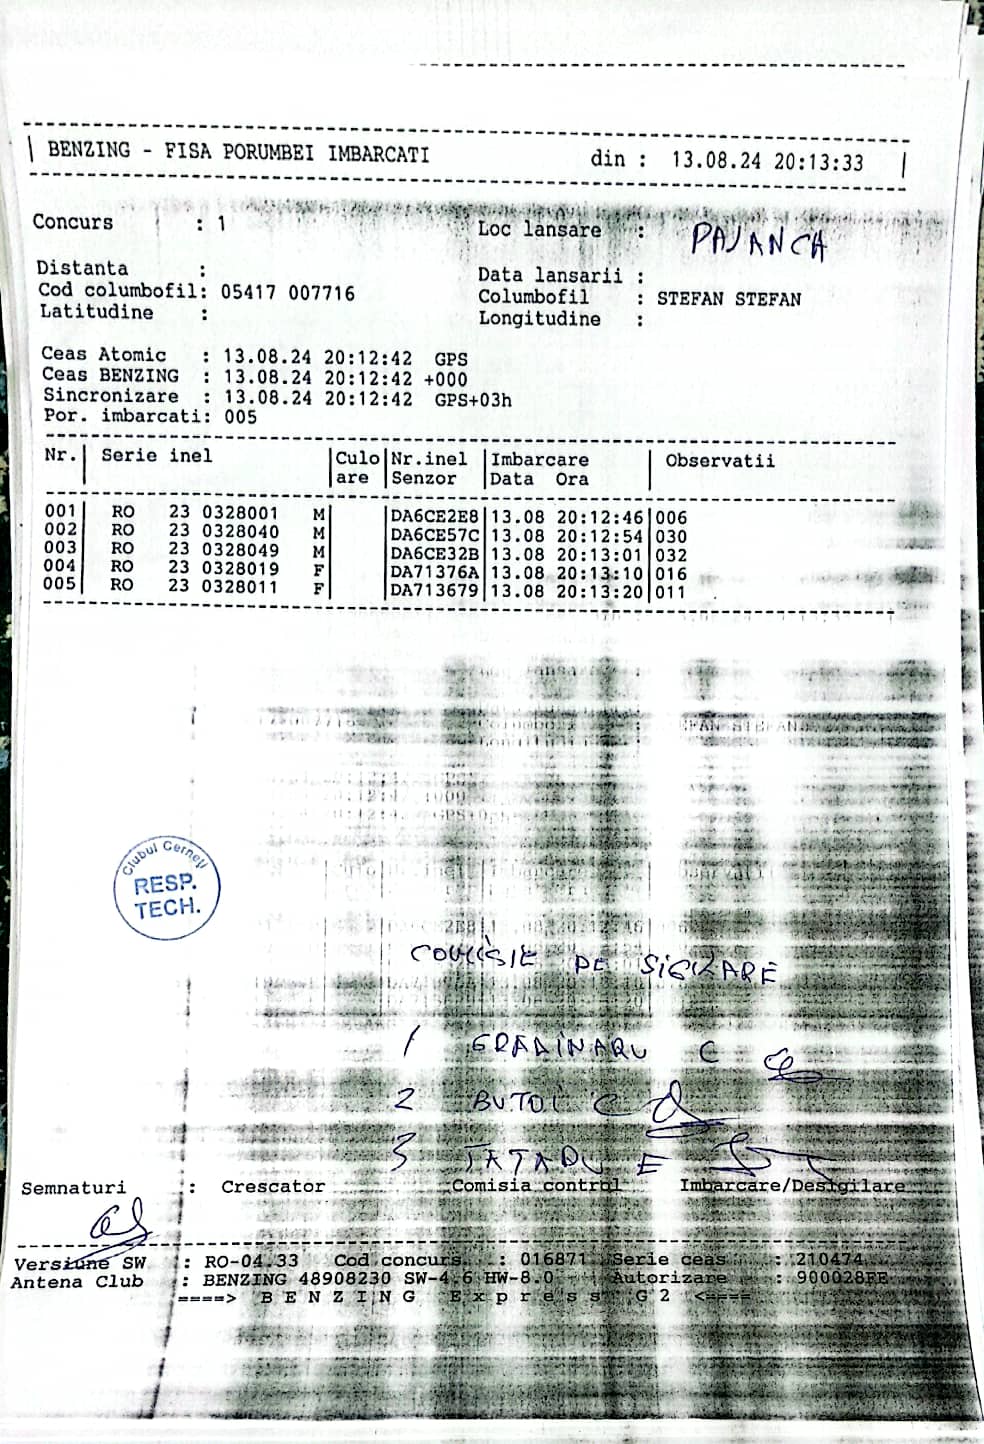 BENZING - FISA PORUMBEI IMBARCATI din : 13.08.24 20:13:33
Concurs : 1 Loc lansare : PAJANCH
Distanta : Data lansarii :
Cod columbofil: 05417 007716 Columbofil : STEFAN STEFAN
Latitudine : Longitudine :
Ceas Atomic : 13.08.24 20:12:42 GPS
Ceas BENZING : 13.08.24 20:12:42 +000
Sincronizare : 13.08.24 20:12:42 GPS+03h
Por. imbarcati: 005
Nr.| Serie inel |Culo|Nr.inel |Imbarcare | Observatii
|are |Senzor |Data Ora |
001| RO 23 0328001 M| |DA6CE2E8|13.08 20:12:46|006
002| RO 23 0328040 M| |DA6CE57C|13.08 20:12:54|030
003| RO 23 0328049 M| |DA6CE32B|13.08 20:13:01|032
004| RO 23 0328019 F| |DA71376A|13.08 20:13:10|016
005| RO 23 0328011 F| |DA713679|13.08 20:13:20|011
Clubul Cerneți
RESP.
TECH.
COMISIE DE SIGILARE
1 GRADINARU C
2 BUTOI C
3 TATARU E
Semnaturi : Crescator Comisia control Imbarcare/Desigilare
Versiune SW : RO-04.33 Cod concurs : 016871 Serie ceas : 210474
Antena Club : BENZING 48908230 SW-4.6 HW-8.0 Autorizare : 900028FE
====> B E N Z I N G E x p r e s s G 2 <====